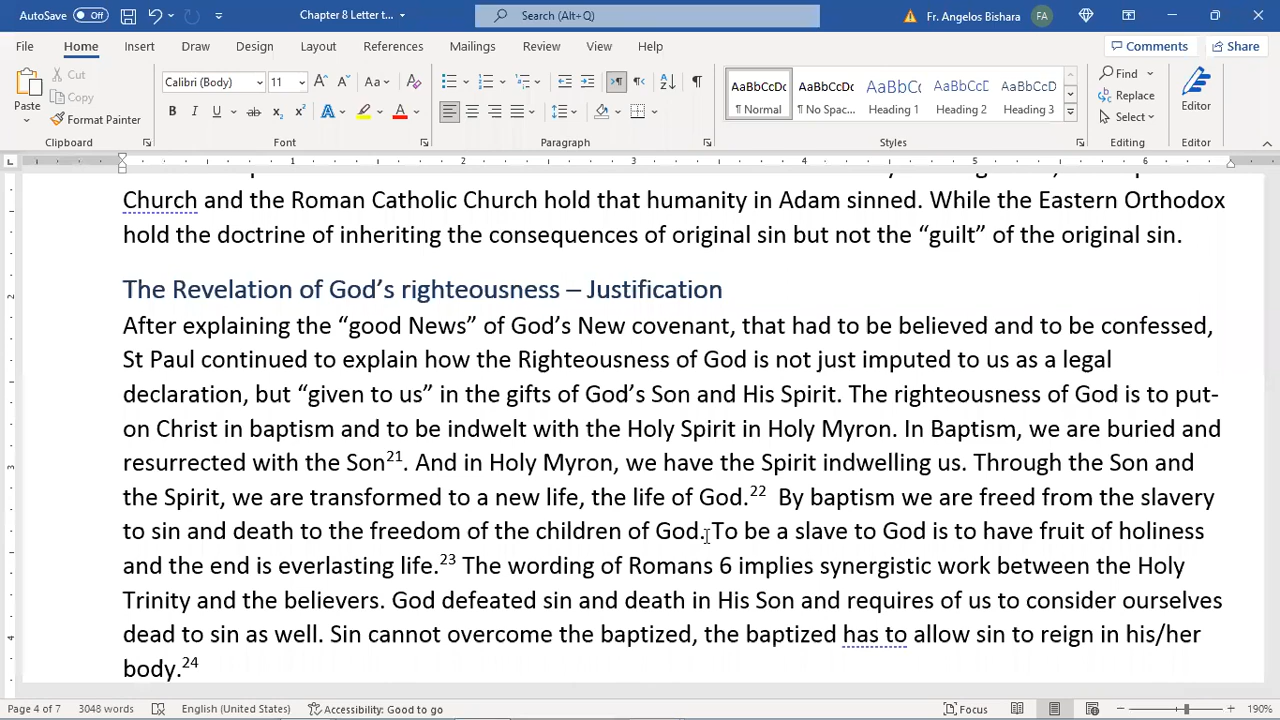 AutoSave Off Chapter 8 Letter t... Search (Alt+Q) Fr. Angelos Bishara FA
File Home Insert Draw Design Layout References Mailings Review View Help Comments Share
Paste Cut Copy Format Painter Clipboard
Calibri (Body) 11 Font
Paragraph
AaBbCcDc ¶ Normal AaBbCcDc ¶ No Spac... AaBbCc Heading 1 AaBbCcD Heading 2 AaBbCcD Heading 3 Styles
Find Replace Select Editing
Editor Editor
Church and the Roman Catholic Church hold that humanity in Adam sinned. While the Eastern Orthodox
hold the doctrine of inheriting the consequences of original sin but not the “guilt” of the original sin.
The Revelation of God’s righteousness – Justification
After explaining the “good News” of God’s New covenant, that had to be believed and to be confessed,
St Paul continued to explain how the Righteousness of God is not just imputed to us as a legal
declaration, but “given to us” in the gifts of God’s Son and His Spirit. The righteousness of God is to put-
on Christ in baptism and to be indwelt with the Holy Spirit in Holy Myron. In Baptism, we are buried and
resurrected with the Son21. And in Holy Myron, we have the Spirit indwelling us. Through the Son and
the Spirit, we are transformed to a new life, the life of God.22 By baptism we are freed from the slavery
to sin and death to the freedom of the children of God. To be a slave to God is to have fruit of holiness
and the end is everlasting life.23 The wording of Romans 6 implies synergistic work between the Holy
Trinity and the believers. God defeated sin and death in His Son and requires of us to consider ourselves
dead to sin as well. Sin cannot overcome the baptized, the baptized has to allow sin to reign in his/her
body.24
Page 4 of 7 3048 words English (United States) Accessibility: Good to go Focus 190%